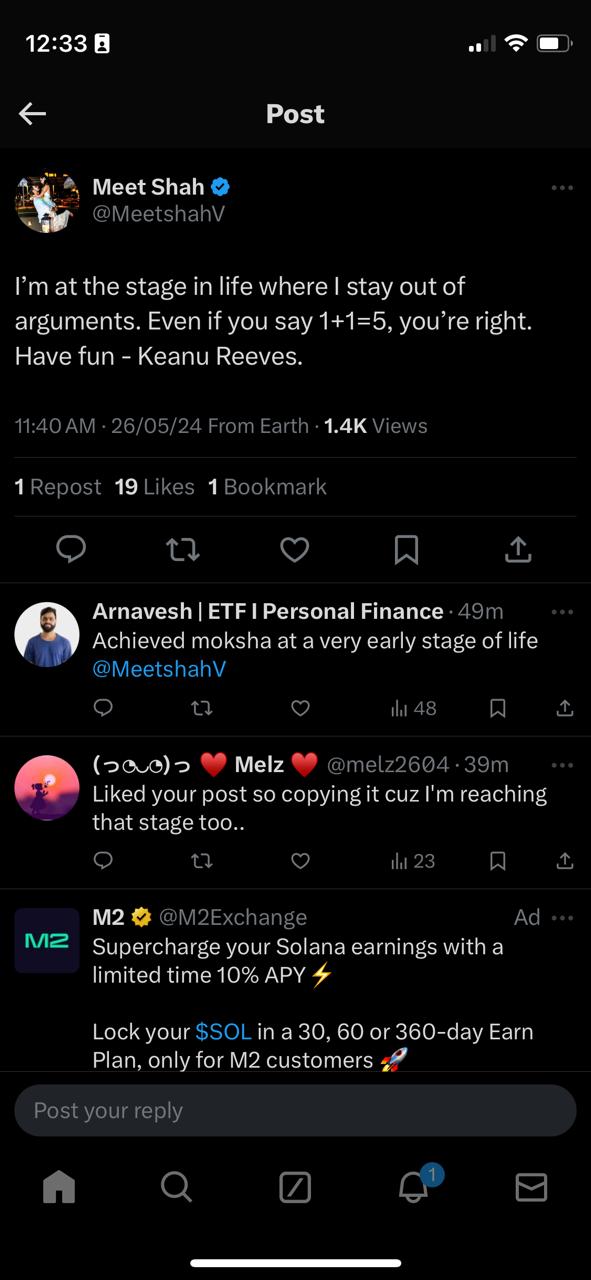 12:33
Post
Meet Shah
@MeetshahV
I’m at the stage in life where I stay out of
arguments. Even if you say 1+1=5, you’re right.
Have fun - Keanu Reeves.
11:40 AM · 26/05/24 From Earth · 1.4K Views
1 Repost 19 Likes 1 Bookmark
Arnavesh | ETF I Personal Finance · 49m
Achieved moksha at a very early stage of life
@MeetshahV
48
(っ◔◡◔)っ ♥️ Melz ♥️ @melz2604 · 39m
Liked your post so copying it cuz I'm reaching
that stage too..
23
M2 @M2Exchange Ad
M2
Supercharge your Solana earnings with a
limited time 10% APY ⚡
Lock your $SOL in a 30, 60 or 360-day Earn
Plan, only for M2 customers 🚀
Post your reply
1